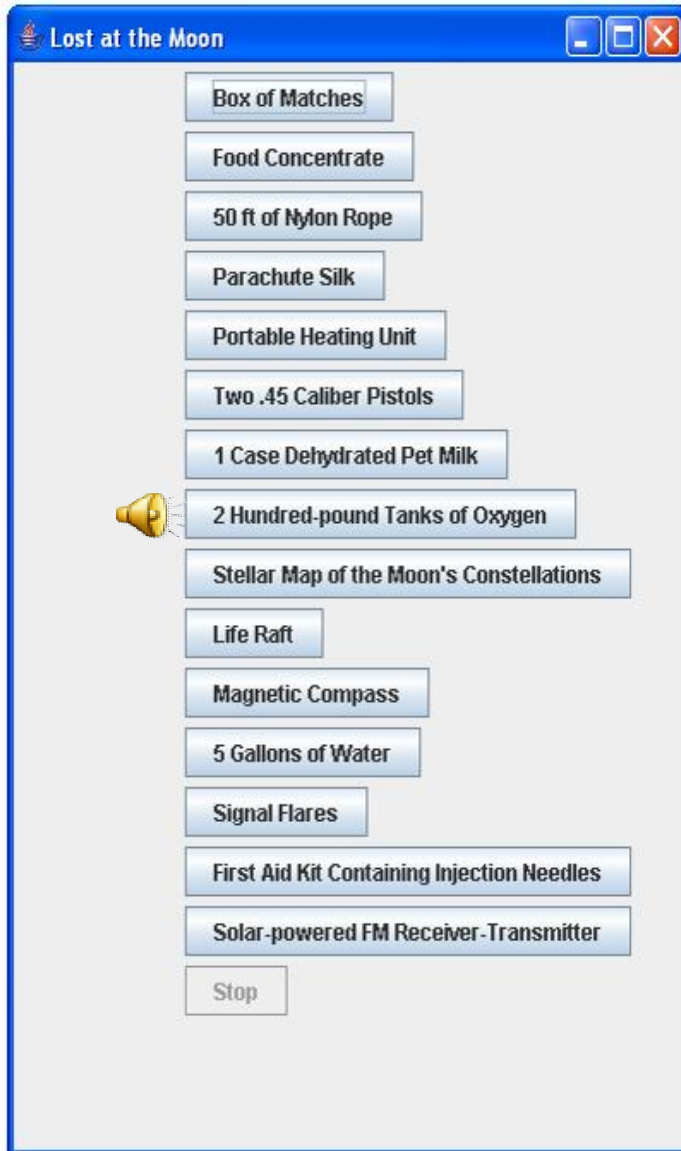 Lost at the Moon
Box of Matches
Food Concentrate
50 ft of Nylon Rope
Parachute Silk
Portable Heating Unit
Two .45 Caliber Pistols
1 Case Dehydrated Pet Milk
2 Hundred-pound Tanks of Oxygen
Stellar Map of the Moon's Constellations
Life Raft
Magnetic Compass
5 Gallons of Water
Signal Flares
First Aid Kit Containing Injection Needles
Solar-powered FM Receiver-Transmitter
Stop